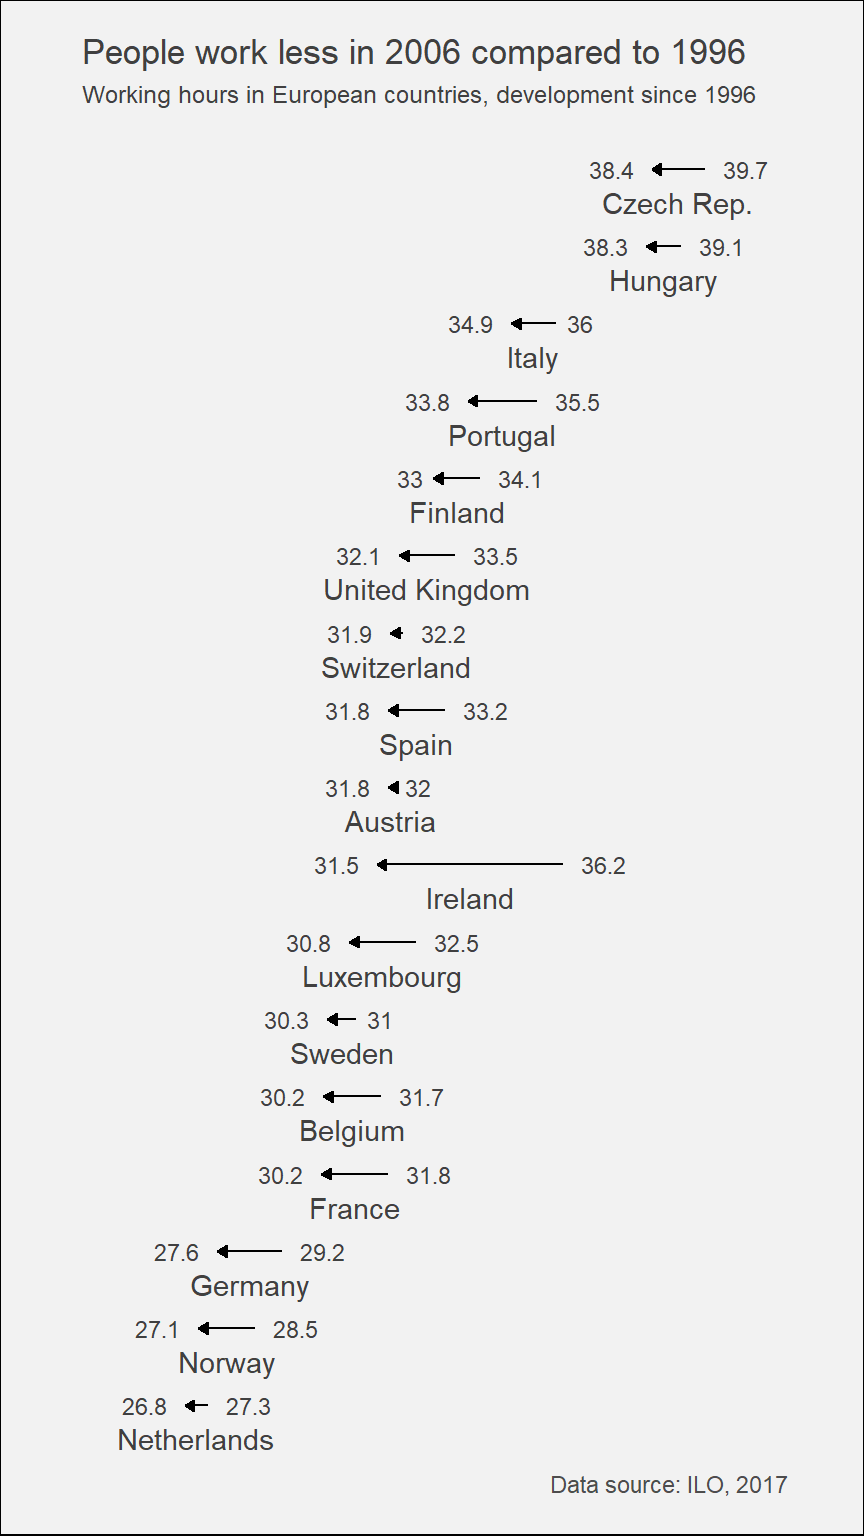 People work less in 2006 compared to 1996
Working hours in European countries, development since 1996
38.4 39.7
Czech Rep.
38.3 39.1
Hungary
34.9 36
Italy
33.8 35.5
Portugal
33 34.1
Finland
32.1 33.5
United Kingdom
31.9 32.2
Switzerland
31.8 33.2
Spain
31.8 32
Austria
31.5 36.2
Ireland
30.8 32.5
Luxembourg
30.3 31
Sweden
30.2 31.7
Belgium
30.2 31.8
France
27.6 29.2
Germany
27.1 28.5
Norway
26.8 27.3
Netherlands
Data source: ILO, 2017